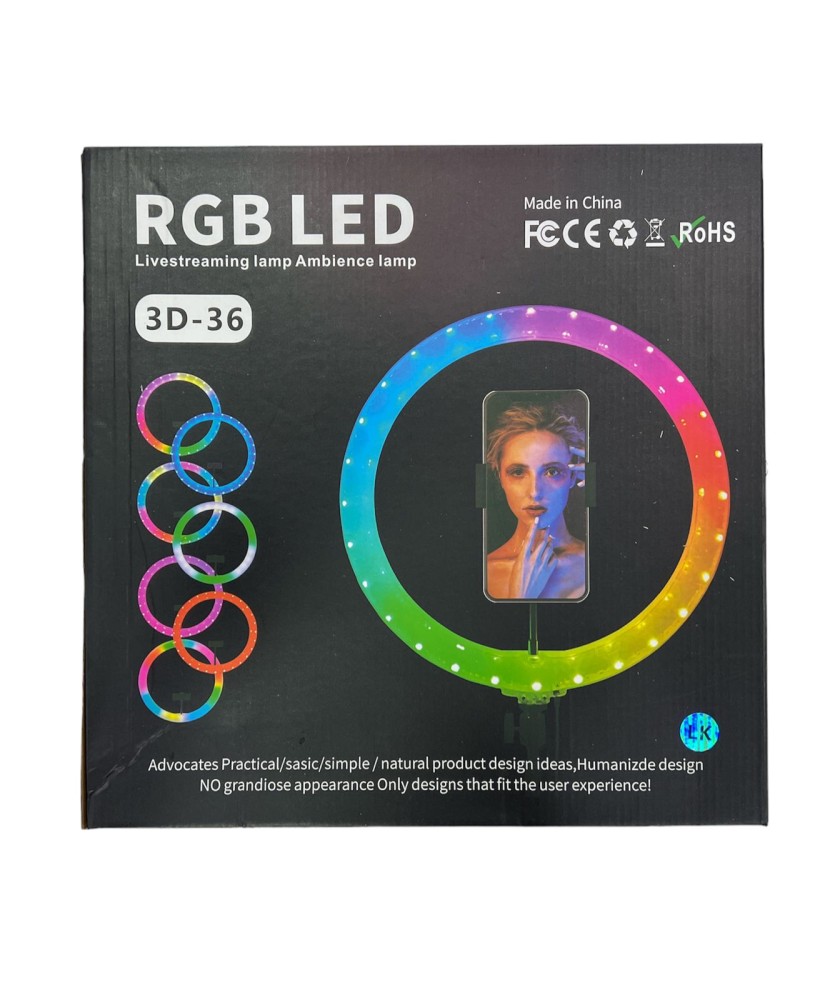 RGB LED
Livestreaming lamp Ambience lamp
Made in China
FC CE RoHS
3D-36
LK
Advocates Practical/sasic/simple / natural product design ideas,Humanizde design
NO grandiose appearance Only designs that fit the user experience!